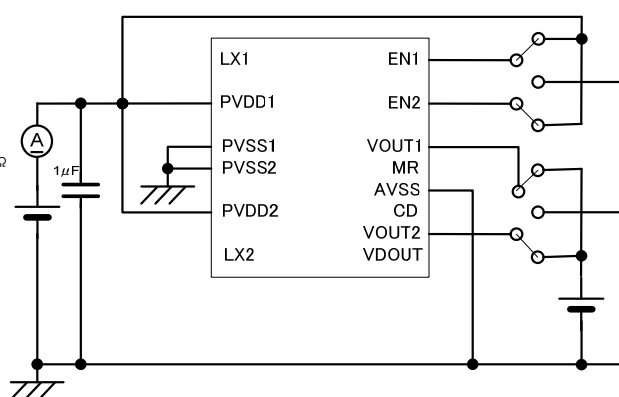 LX1
EN1
PVDD1
EN2
A
Ω
1μF
PVSS1
VOUT1
PVSS2
MR
AVSS
PVDD2
CD
VOUT2
LX2
VDOUT